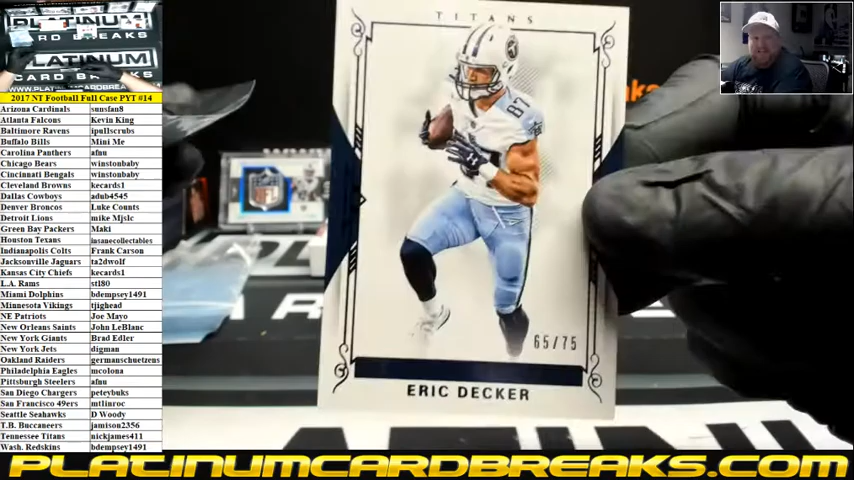 PLATINUM
CARD BREAKS
PLATINUM
CARD BREAKS
2017 NT Football Full Case PYT #14
Arizona Cardinals sunsfan8
Atlanta Falcons Kevin King
Baltimore Ravens ipullscrubs
Buffalo Bills Mini Me
Carolina Panthers afnu
Chicago Bears winstonbaby
Cincinnati Bengals winstonbaby
Cleveland Browns kecards1
Dallas Cowboys adub4545
Denver Broncos Luke Counts
Detroit Lions mike Mjslc
Green Bay Packers Maki
Houston Texans insanecollectables
Indianapolis Colts Frank Carson
Jacksonville Jaguars ta2dwolf
Kansas City Chiefs kecards1
L.A. Rams stl80
Miami Dolphins bdempsey1491
Minnesota Vikings tjighead
NE Patriots Joe Mayo
New Orleans Saints John LeBlanc
New York Giants Brad Edler
New York Jets digman
Oakland Raiders germanschuetzens
Philadelphia Eagles mcolona
Pittsburgh Steelers afnu
San Diego Chargers peteybuks
San Francisco 49ers mtlinroc
Seattle Seahawks D Woody
T.B. Buccaneers jamison2356
Tennessee Titans nickjames411
Wash. Redskins bdempsey1491
TITANS
87
65/75
ERIC DECKER
NFL
PLATINUMCARDBREAKS.COM